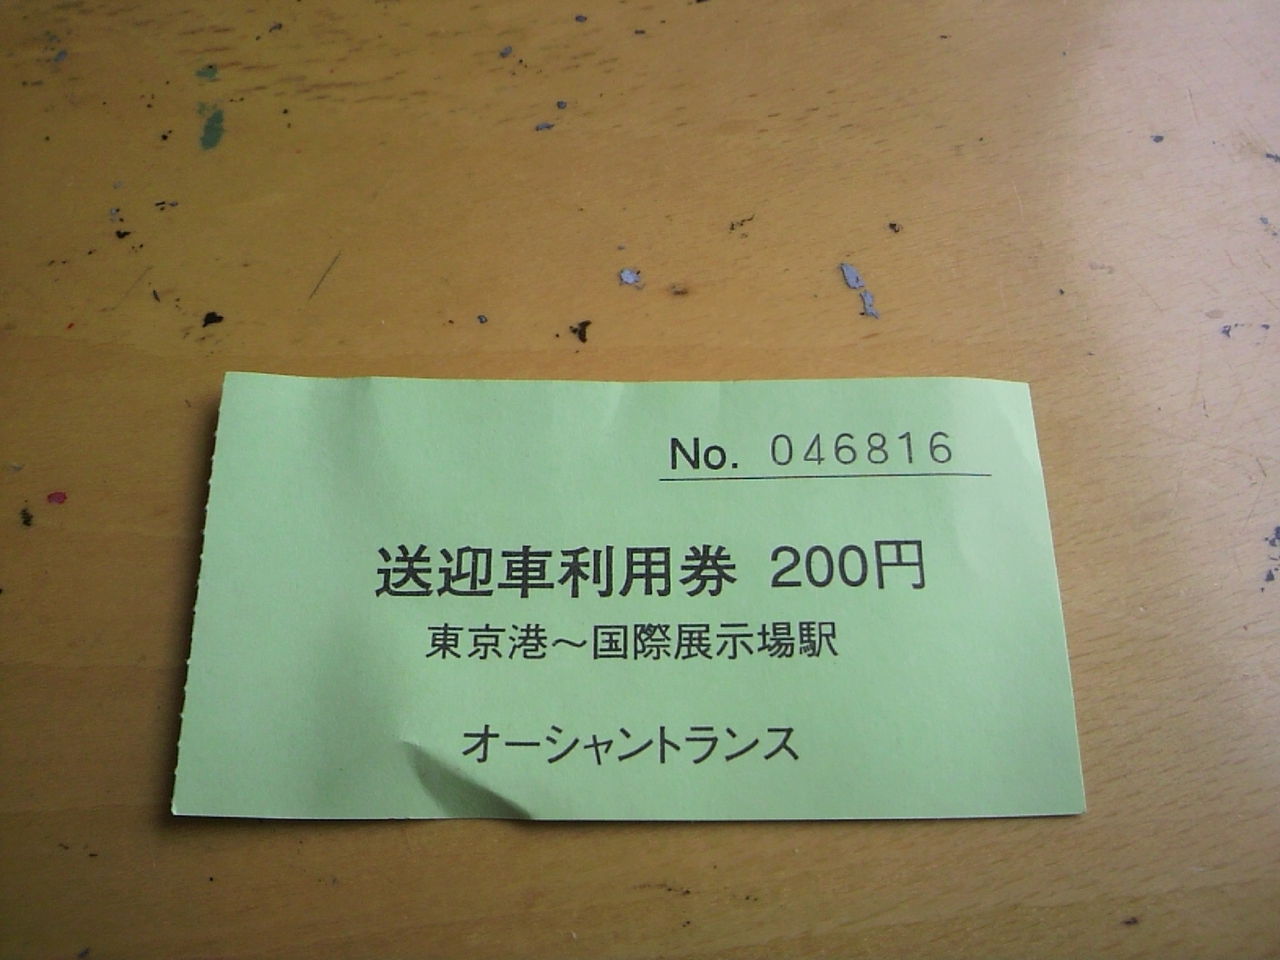 No. 046816
送迎車利用券 200円
東京港～国際展示場駅
オーシャントランス